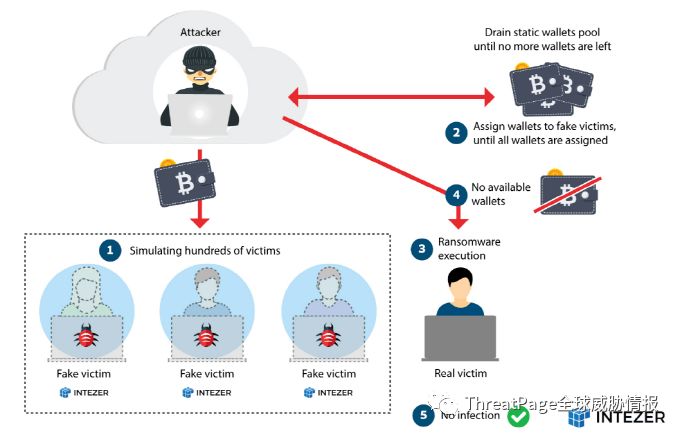 Attacker
Drain static wallets pool
until no more wallets are left
2 Assign wallets to fake victims,
until all wallets are assigned
4 No available
wallets
1 Simulating hundreds of victims
3 Ransomware
execution
Fake victim
INTEZER
Fake victim
INTEZER
Fake victim
INTEZER
Real victim
5 No infection
ThreatPage全球威胁情报
INTEZER